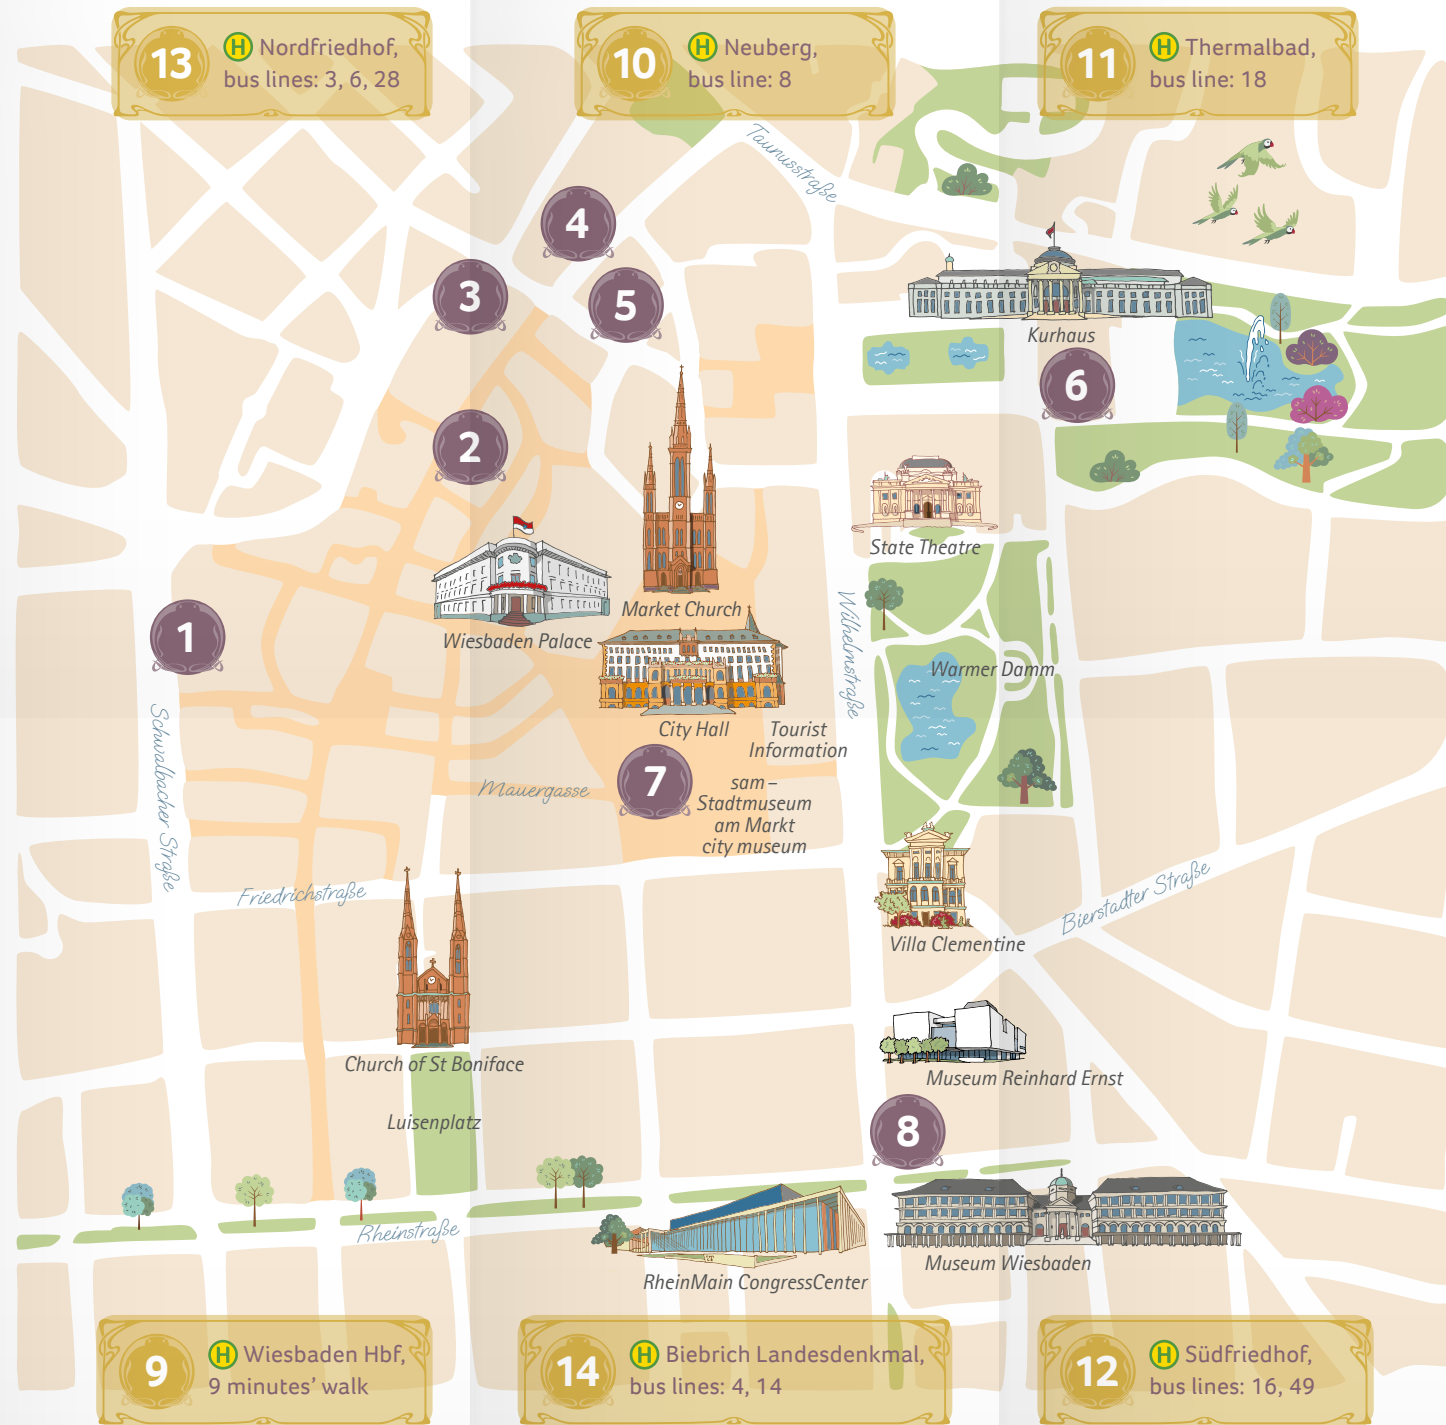 13
H Nordfriedhof,
bus lines: 3, 6, 28
10
H Neuberg,
bus line: 8
11
H Thermalbad,
bus line: 18
Taunusstraße
4
3
5
Kurhaus
6
2
State Theatre
Market Church
Wiesbaden Palace
1
Wilhelmstraße
Warmer Damm
City Hall
Tourist
Information
Schwalbacher Straße
Mauergasse
7
sam –
Stadtmuseum
am Markt
city museum
Friedrichstraße
Bierstadter Straße
Villa Clementine
Church of St Boniface
Museum Reinhard Ernst
Luisenplatz
8
Rheinstraße
Museum Wiesbaden
RheinMain CongressCenter
9
H Wiesbaden Hbf,
9 minutes’ walk
14
H Biebrich Landesdenkmal,
bus lines: 4, 14
12
H Südfriedhof,
bus lines: 16, 49